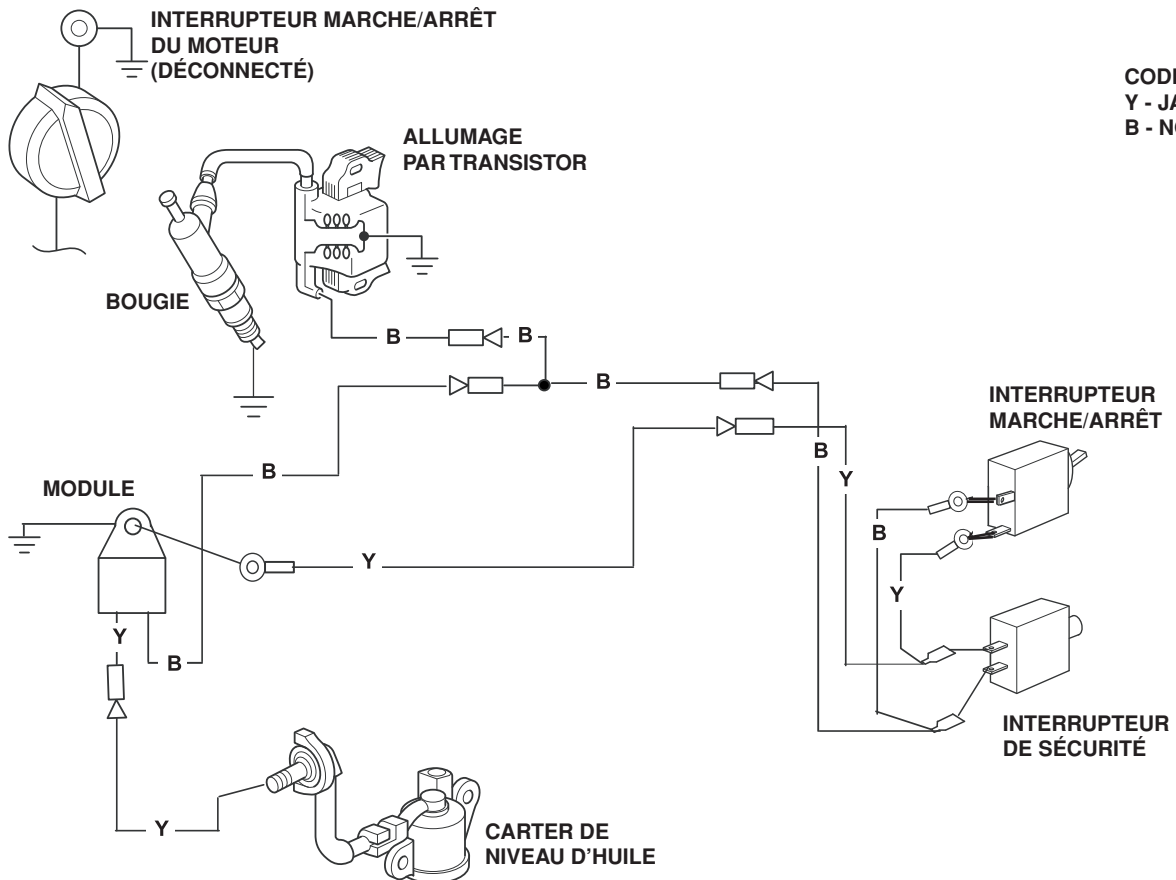 INTERRUPTEUR MARCHE/ARRÊT
DU MOTEUR
(DÉCONNECTÉ)
Y - JA
B - N
ALLUMAGE
PAR TRANSISTOR
BOUGIE
B
B
B
INTERRUPTEUR
MARCHE/ARRÊT
B
Y
B
MODULE
B
Y
Y
Y
B
INTERRUPTEUR
DE SÉCURITÉ
Y
CARTER DE
NIVEAU D'HUILE